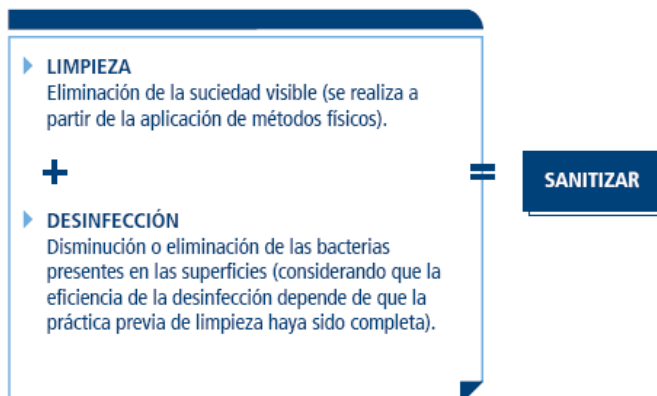 LIMPIEZA
Eliminación de la suciedad visible (se realiza a
partir de la aplicación de métodos físicos).
+
=
SANITIZAR
DESINFECCIÓN
Disminución o eliminación de las bacterias
presentes en las superficies (considerando que la
eficiencia de la desinfección depende de que la
práctica previa de limpieza haya sido completa).